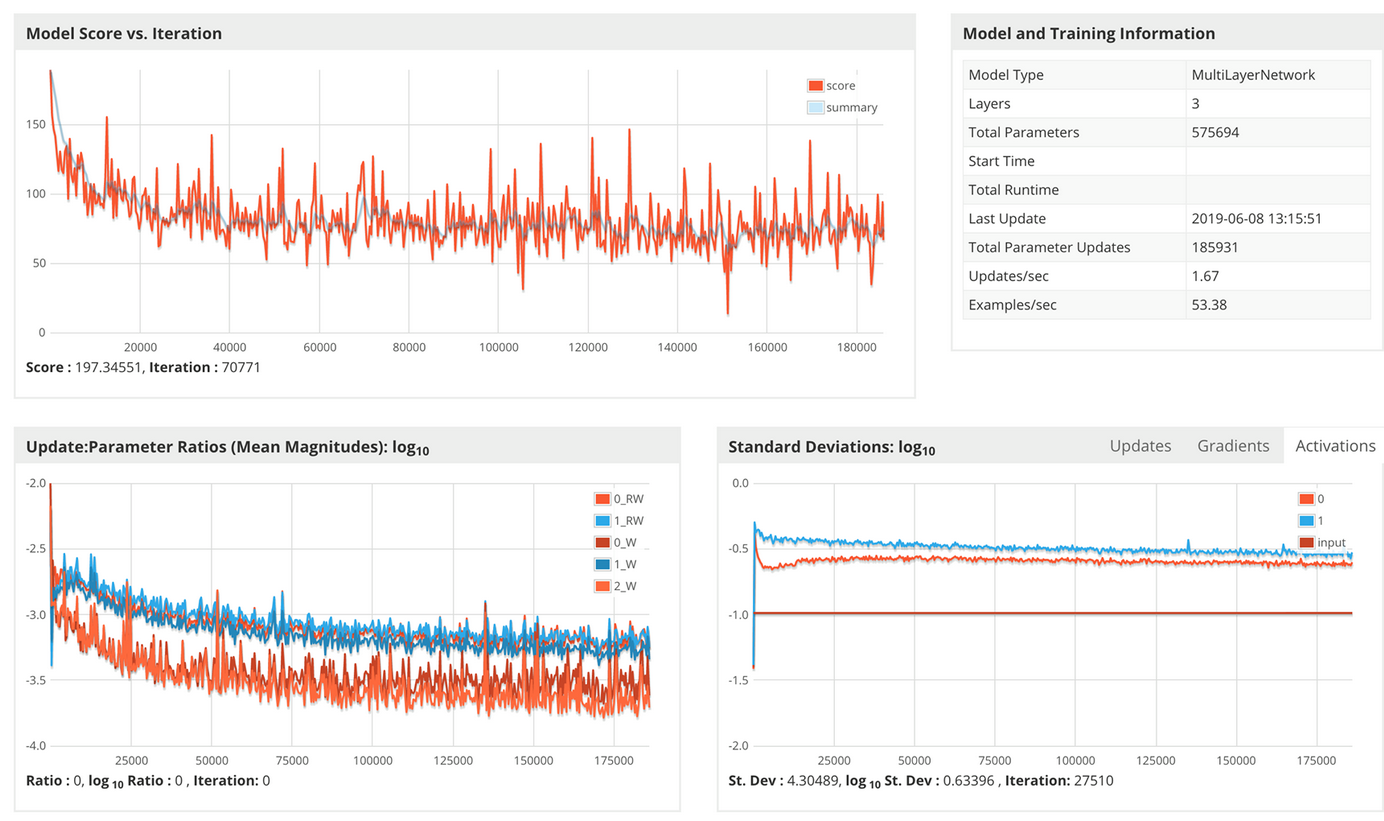 Model Score vs. Iteration
score
summary
150
100
50
0
20000 40000 60000 80000 100000 120000 140000 160000 180000
Score : 197.34551, Iteration : 70771
Model and Training Information
Model Type MultiLayerNetwork
Layers 3
Total Parameters 575694
Start Time
Total Runtime
Last Update 2019-06-08 13:15:51
Total Parameter Updates 185931
Updates/sec 1.67
Examples/sec 53.38
Update:Parameter Ratios (Mean Magnitudes): log10
-2.0
-2.5
-3.0
-3.5
-4.0
0_RW
1_RW
0_W
1_W
2_W
25000 50000 75000 100000 125000 150000 175000
Ratio : 0, log 10 Ratio : 0 , Iteration: 0
Standard Deviations: log10 Updates Gradients Activations
0.0
-0.5
-1.0
-1.5
-2.0
0
1
input
25000 50000 75000 100000 125000 150000 175000
St. Dev : 4.30489, log 10 St. Dev : 0.63396 , Iteration: 27510